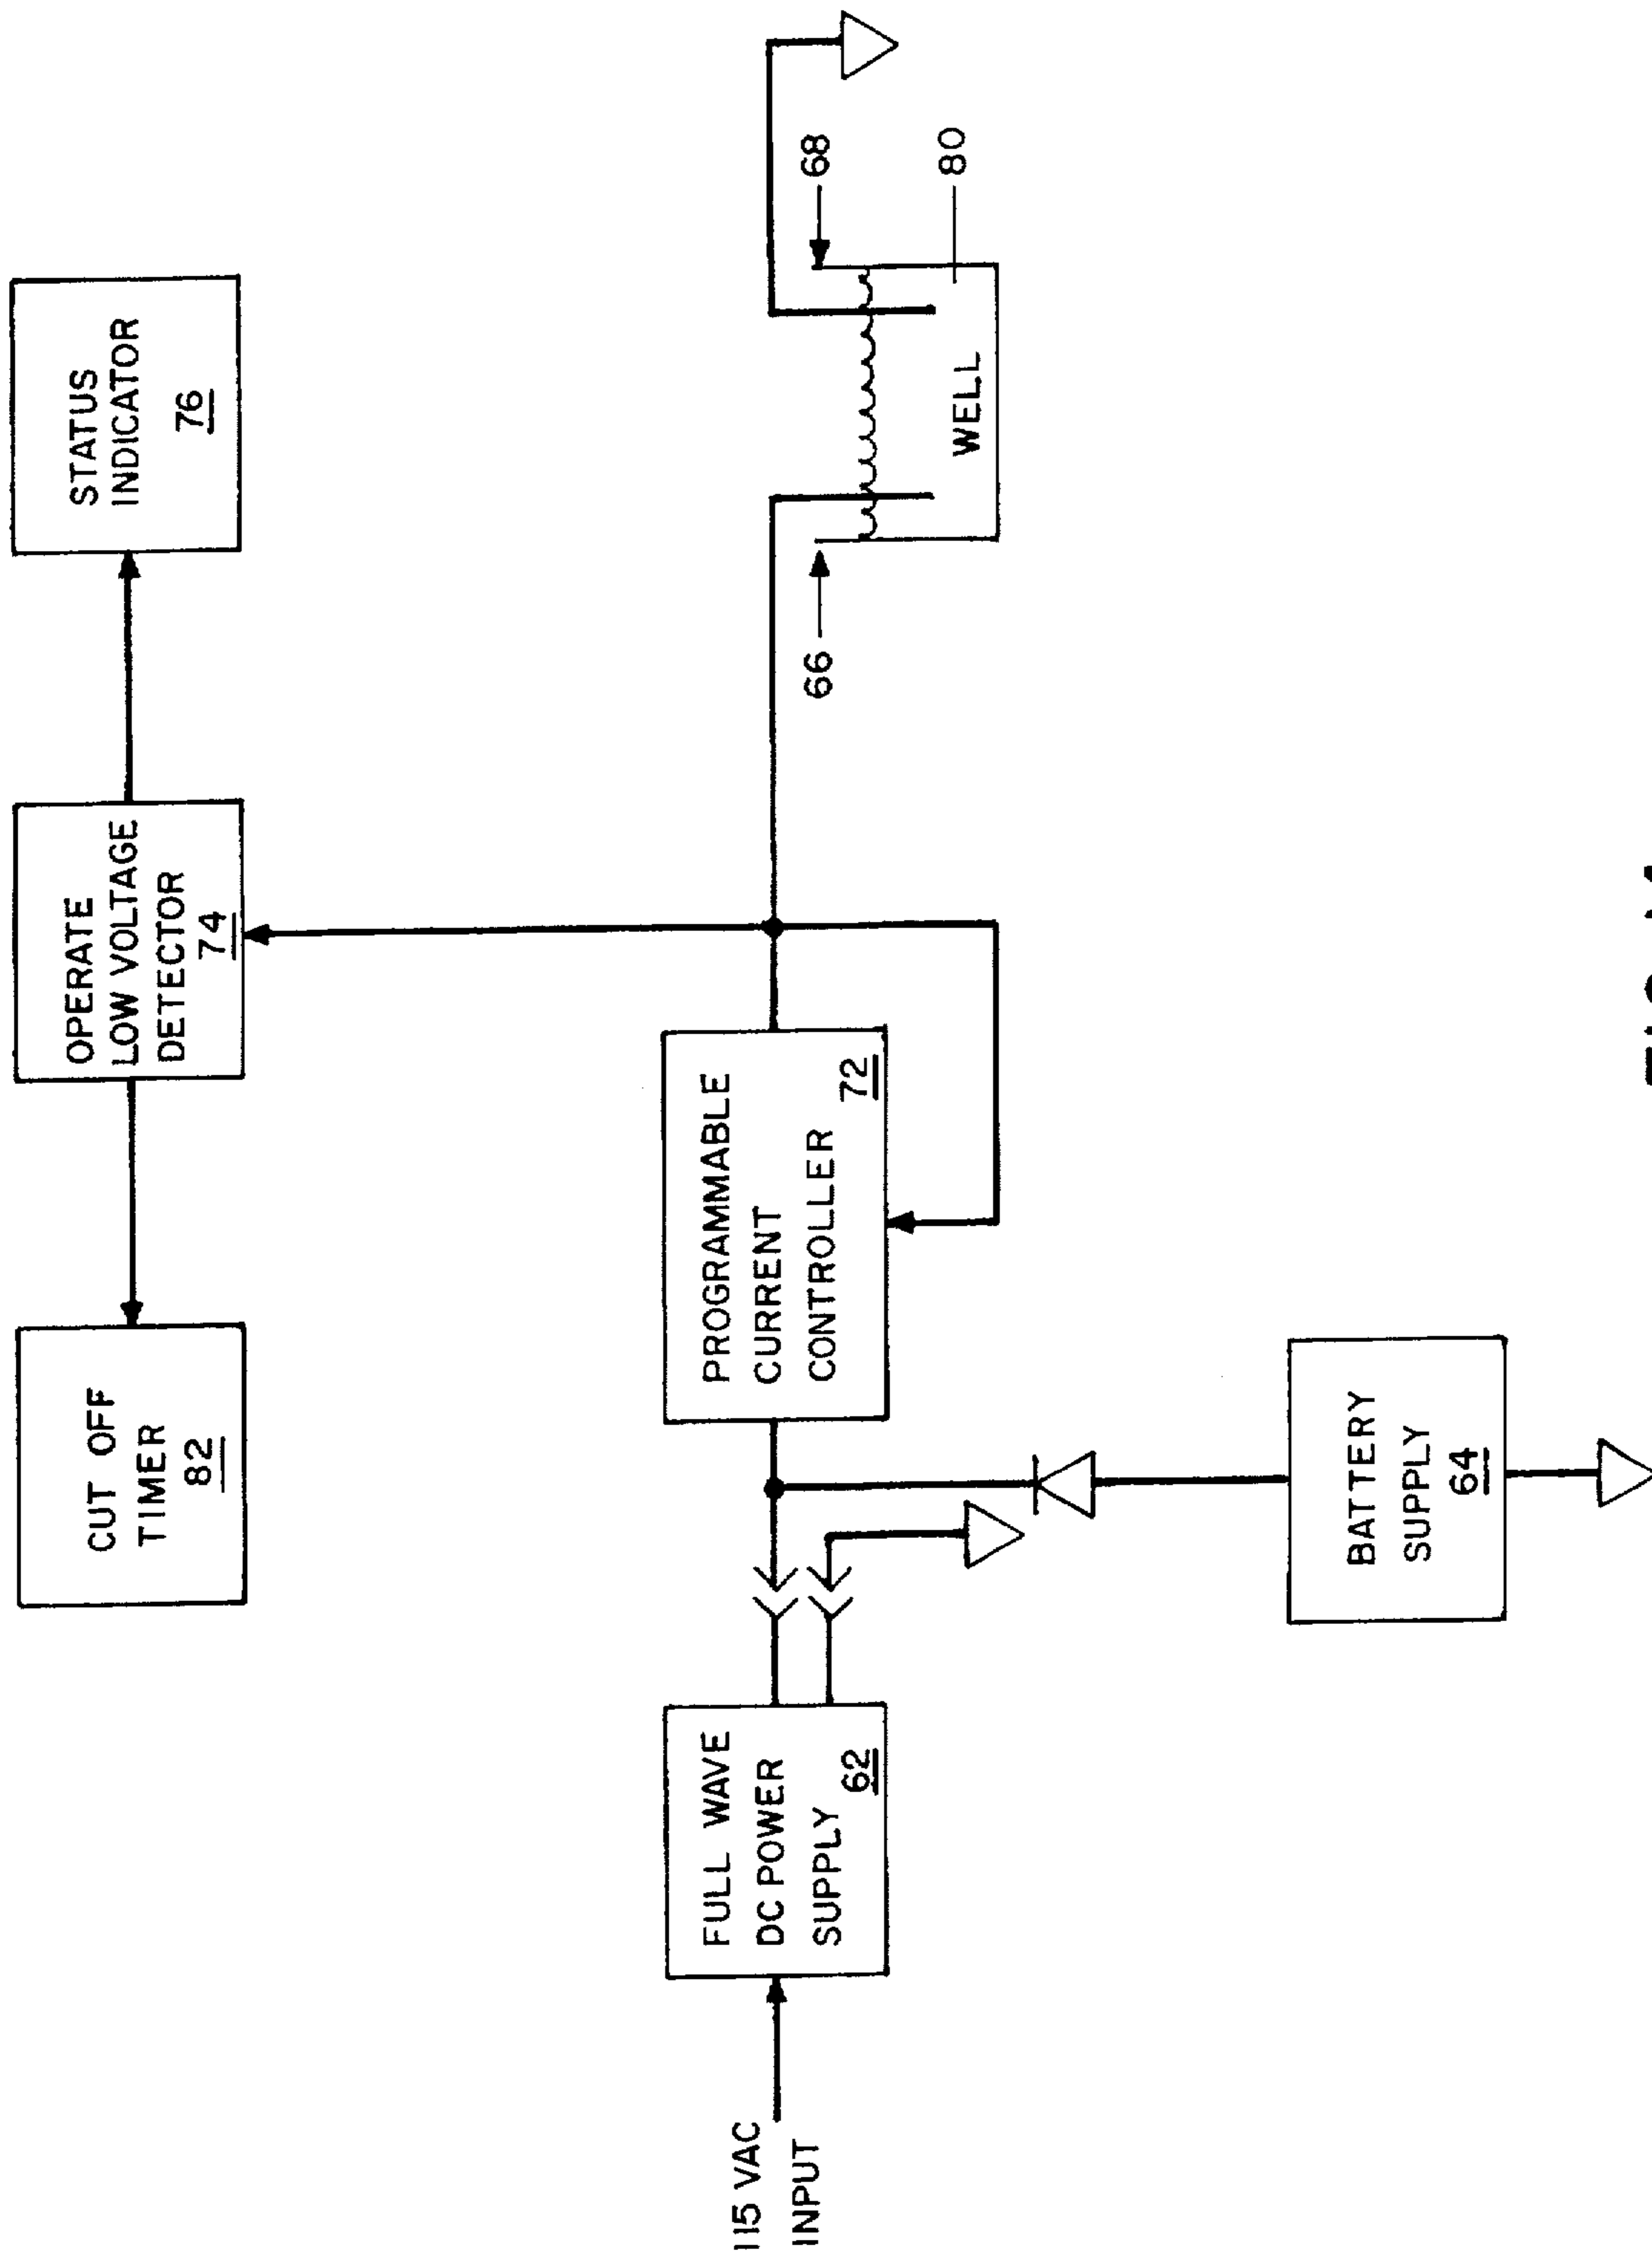 CUT OFF
TIMER
82
OPERATE
LOW VOLTAGE
DETECTOR
74
STATUS
INDICATOR
76
115 VAC
INPUT
FULL WAVE
DC POWER
SUPPLY
62
PROGRAMMABLE
CURRENT
CONTROLLER
72
66
68
WELL
80
BATTERY
SUPPLY
64